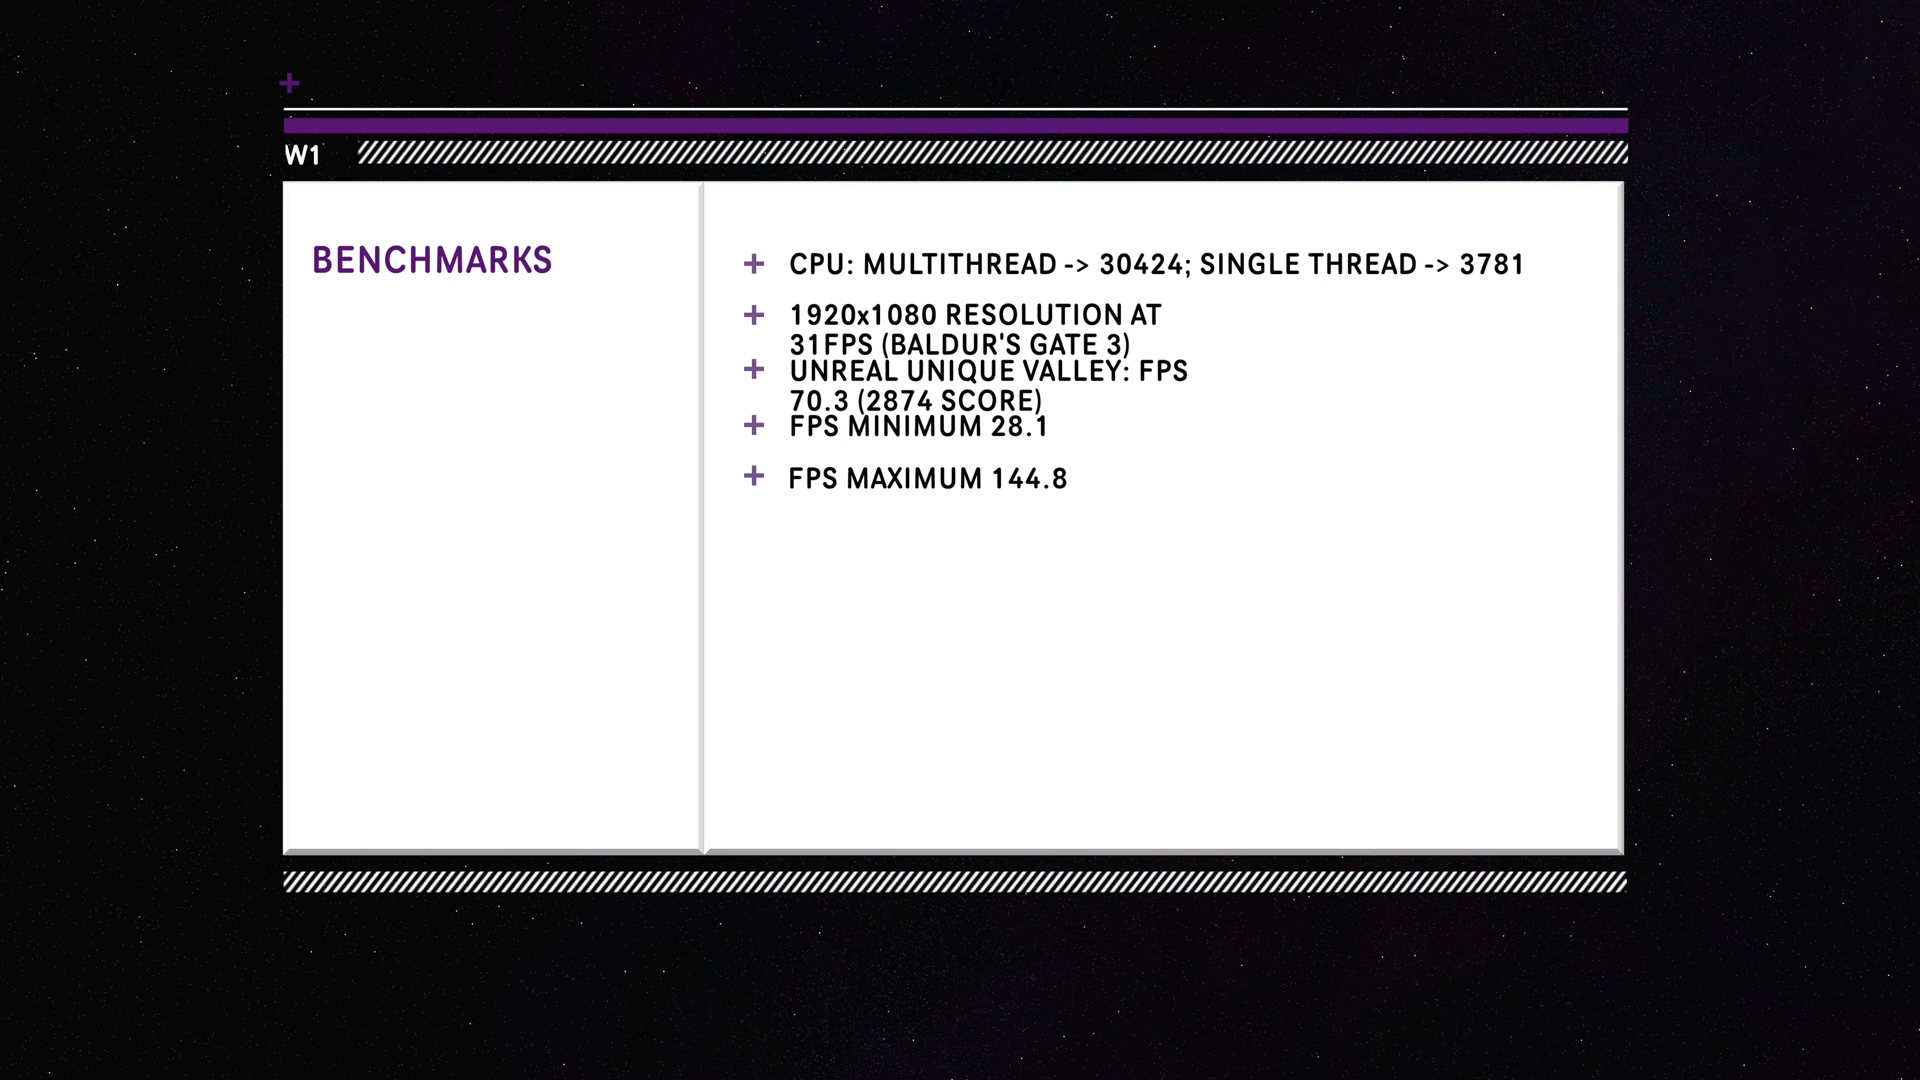 W1
BENCHMARKS
+ CPU: MULTITHREAD -> 30424; SINGLE THREAD -> 3781
+ 1920x1080 RESOLUTION AT
31FPS (BALDUR'S GATE 3)
+ UNREAL UNIQUE VALLEY: FPS
70.3 (2874 SCORE)
+ FPS MINIMUM 28.1
+ FPS MAXIMUM 144.8